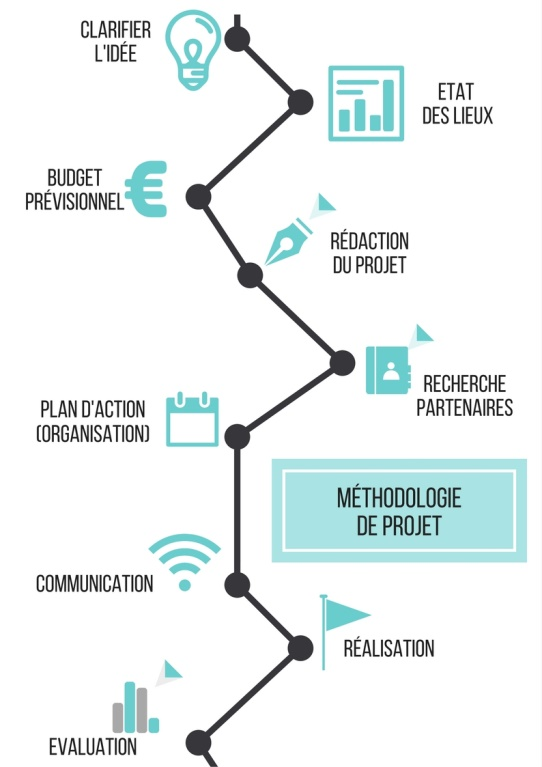 CLARIFIER
L'IDÉE
ETAT
DES LIEUX
BUDGET
PRÉVISIONNEL
RÉDACTION
DU PROJET
RECHERCHE
PARTENAIRES
PLAN D'ACTION
(ORGANISATION)
MÉTHODOLOGIE
DE PROJET
COMMUNICATION
RÉALISATION
EVALUATION